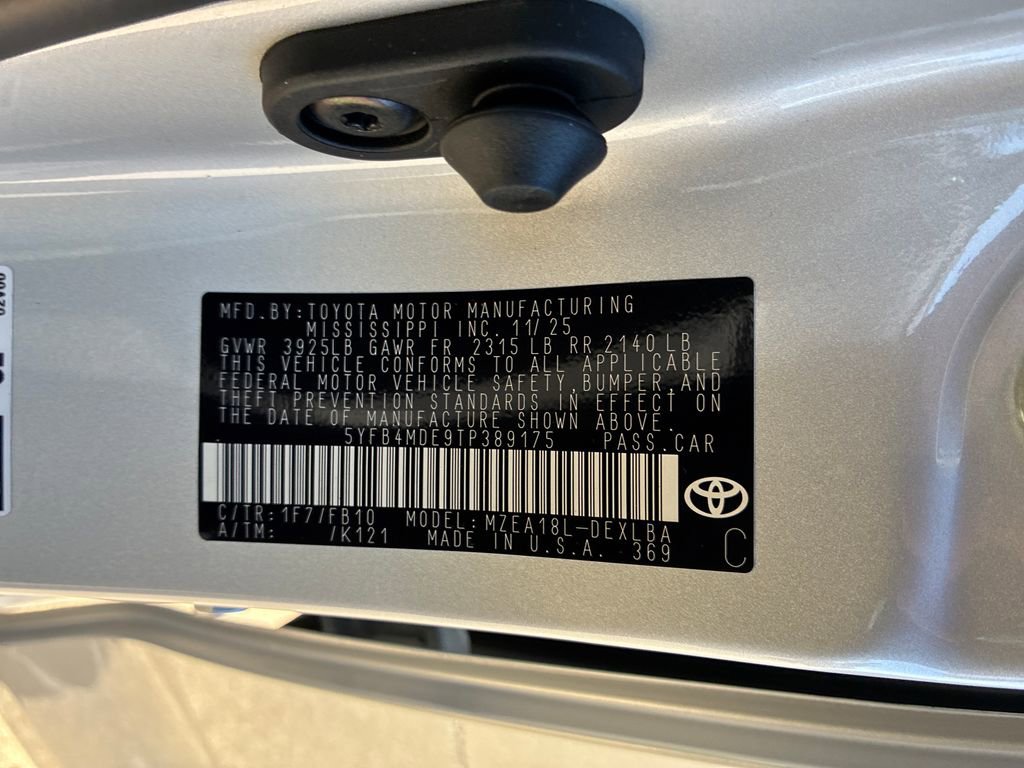 MFD.BY:TOYOTA MOTOR MANUFACTURING
MISSISSIPPI INC. 11/25
GVWR 3925LB GAWR FR 2315 LB RR 2140 LB
THIS VEHICLE CONFORMS TO ALL APPLICABLE
FEDERAL MOTOR VEHICLE SAFETY,BUMPER,AND
THEFT PREVENTION STANDARDS IN EFFECT ON
THE DATE OF MANUFACTURE SHOWN ABOVE.
5YFB4MDE9TP389175 PASS.CAR
C/TR: 1F7/FB10 MODEL: MZEA18L-DEXLBA
A/TM: /K121 MADE IN U.S.A. 369 C